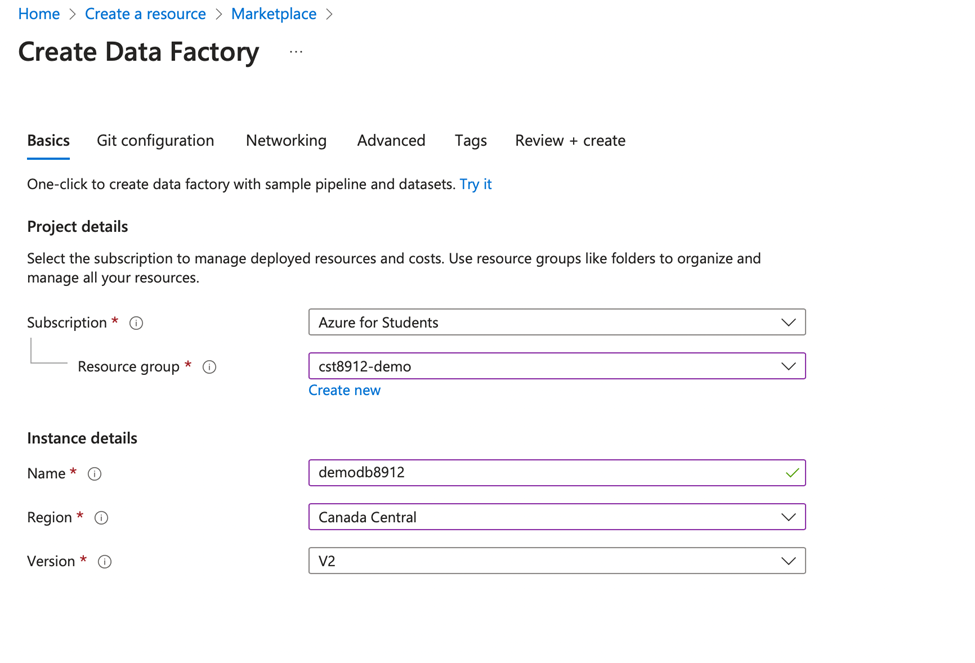 Home > Create a resource > Marketplace >
Create Data Factory ...
Basics Git configuration Networking Advanced Tags Review + create
One-click to create data factory with sample pipeline and datasets. Try it
Project details
Select the subscription to manage deployed resources and costs. Use resource groups like folders to organize and
manage all your resources.
Subscription * Azure for Students
Resource group * cst8912-demo
Create new
Instance details
Name * demodb8912
Region * Canada Central
Version * V2